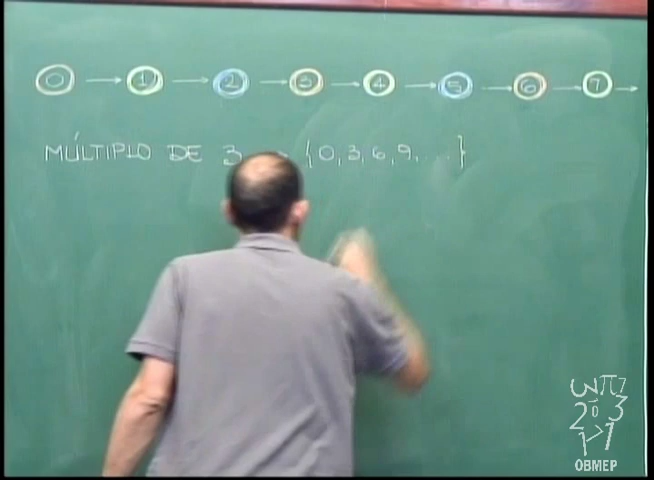 0 → 1 → 2 → 3 → 4 → 5 → 6 → 7 →
MÚLTIPLO DE 3 = {0, 3, 6, 9, ... }
OBMEP